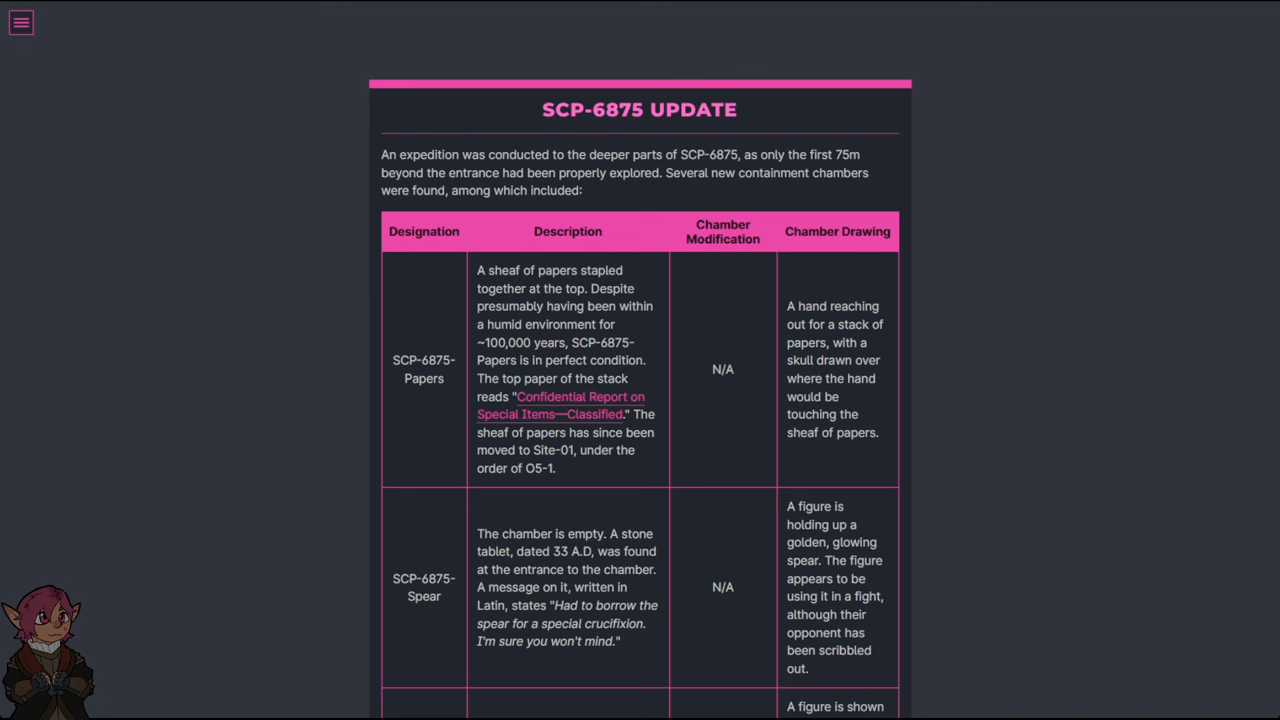 SCP-6875 UPDATE
An expedition was conducted to the deeper parts of SCP-6875, as only the first 75m
beyond the entrance had been properly explored. Several new containment chambers
were found, among which included:
Designation
Description
Chamber
Modification
Chamber Drawing
SCP-6875-
Papers
A sheaf of papers stapled
together at the top. Despite
presumably having been within
a humid environment for
~100,000 years, SCP-6875-
Papers is in perfect condition.
The top paper of the stack
reads "Confidential Report on
Special Items—Classified." The
sheaf of papers has since been
moved to Site-01, under the
order of O5-1.
N/A
A hand reaching
out for a stack of
papers, with a
skull drawn over
where the hand
would be
touching the
sheaf of papers.
SCP-6875-
Spear
The chamber is empty. A stone
tablet, dated 33 A.D, was found
at the entrance to the chamber.
A message on it, written in
Latin, states "Had to borrow the
spear for a special crucifixion.
I'm sure you won't mind."
N/A
A figure is
holding up a
golden, glowing
spear. The figure
appears to be
using it in a fight,
although their
opponent has
been scribbled
out.
A figure is shown